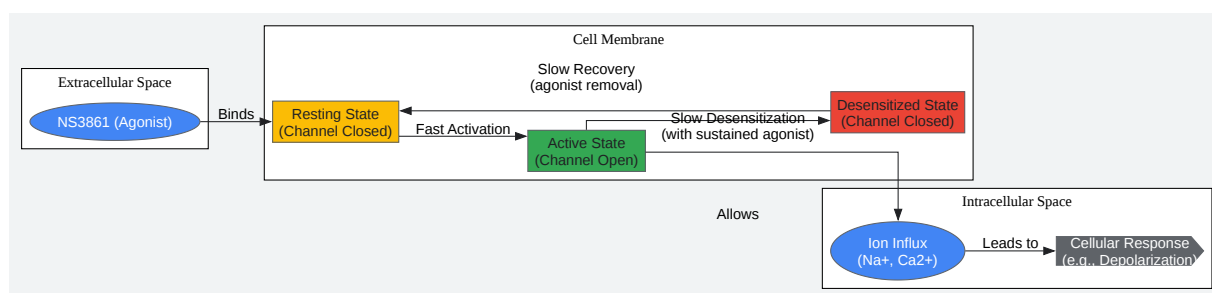 Cell Membrane
Extracellular Space
NS3861 (Agonist)
Binds
Resting State
(Channel Closed)
Fast Activation
Active State
(Channel Open)
Slow Recovery
(agonist removal)
Slow Desensitization
(with sustained agonist)
Desensitized State
(Channel Closed)
Allows
Intracellular Space
Ion Influx
(Na+, Ca2+)
Leads to
Cellular Response
(e.g., Depolarization)